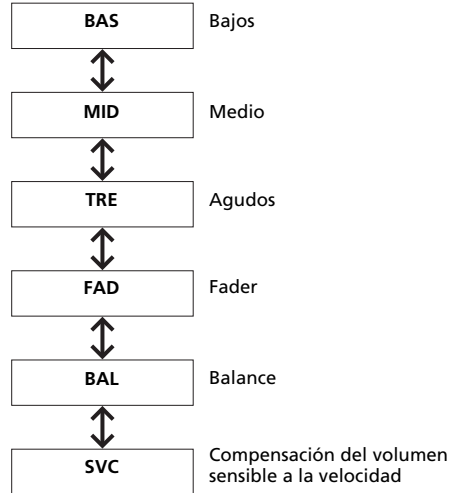 BAS Bajos
MID Medio
TRE Agudos
FAD Fader
BAL Balance
SVC Compensación del volumen
sensible a la velocidad